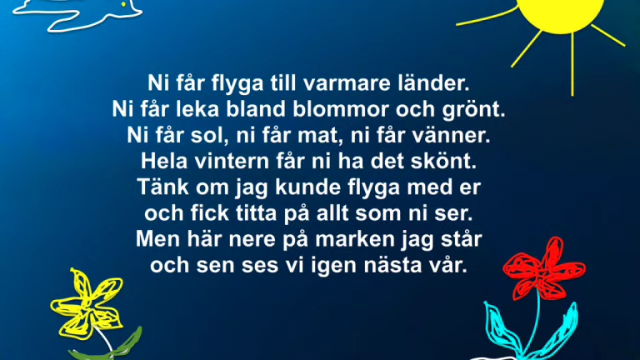 Ni får flyga till varmare länder.
Ni får leka bland blommor och grönt.
Ni får sol, ni får mat, ni får vänner.
Hela vintern får ni ha det skönt.
Tänk om jag kunde flyga med er
och fick titta på allt som ni ser.
Men här nere på marken jag står
och sen ses vi igen nästa vår.